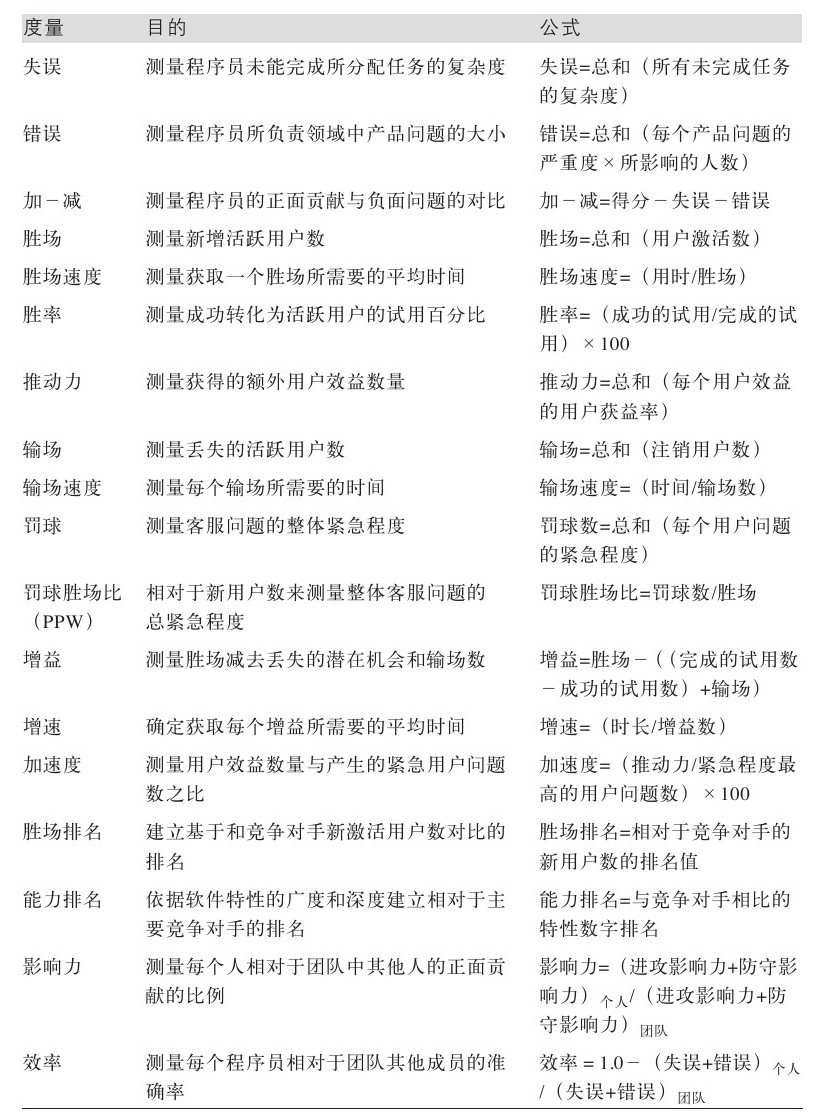 度量 目的 公式
失误 测量程序员未能完成所分配任务的复杂度 失误=总和（所有未完成任务
的复杂度）
错误 测量程序员所负责领域中产品问题的大小 错误=总和（每个产品问题的
严重度×所影响的人数）
加－减 测量程序员的正面贡献与负面问题的对比 加－减=得分－失误－错误
胜场 测量新增活跃用户数 胜场=总和（用户激活数）
胜场速度 测量获取一个胜场所需要的平均时间 胜场速度=（用时/胜场）
胜率 测量成功转化为活跃用户的试用百分比 胜率=（成功的试用/完成的试
用）×100
推动力 测量获得的额外用户效益数量 推动力=总和（每个用户效益
的用户获益率）
输场 测量丢失的活跃用户数 输场=总和（注销用户数）
输场速度 测量每个输场所需要的时间 输场速度=（时间/输场数）
罚球 测量客服问题的整体紧急程度 罚球数=总和（每个用户问题
的紧急程度）
罚球胜场比 相对于新用户数来测量整体客服问题的 罚球胜场比=罚球数/胜场
（PPW） 总紧急程度
增益 测量胜场减去丢失的潜在机会和输场数 增益=胜场－（（完成的试用数
－成功的试用数）+输场）
增速 确定获取每个增益所需要的平均时间 增速=（时长/增益数）
加速度 测量用户效益数量与产生的紧急用户问题 加速度=（推动力/紧急程度最
数之比 高的用户问题数）×100
胜场排名 建立基于和竞争对手新激活用户数对比的 胜场排名=相对于竞争对手的
排名 新用户数的排名值
能力排名 依据软件特性的广度和深度建立相对于主 能力排名=与竞争对手相比的
要竞争对手的排名 特性数字排名
影响力 测量每个人相对于团队中其他人的正面贡 影响力=（进攻影响力+防守影
献的比例 响力）个人/（进攻影响力+防
守影响力）团队
效率 测量每个程序员相对于团队其他成员的准 效率＝1.0－（失误+错误）个人
确率 /（失误+错误）团队